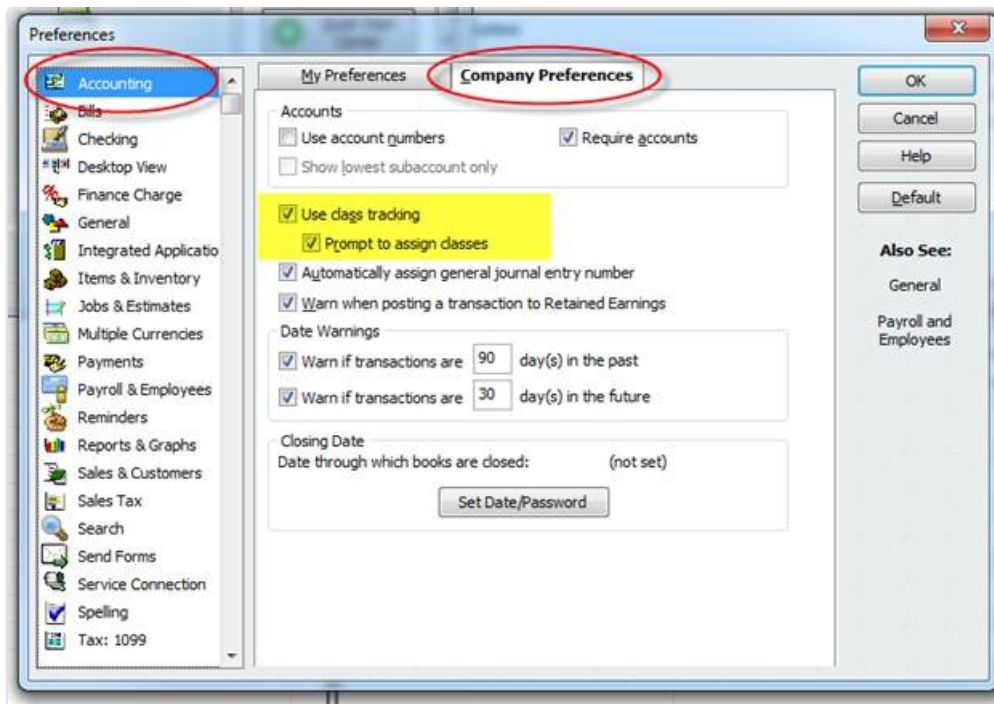 Preferences
Accounting
Bills
Checking
Desktop View
Finance Charge
General
Integrated Applicatio
Items & Inventory
Jobs & Estimates
Multiple Currencies
Payments
Payroll & Employees
Reminders
Reports & Graphs
Sales & Customers
Sales Tax
Search
Send Forms
Service Connection
Spelling
Tax: 1099
My Preferences
Company Preferences
Accounts
Use account numbers
Require accounts
Show lowest subaccount only
Use class tracking
Prompt to assign classes
Automatically assign general journal entry number
Warn when posting a transaction to Retained Earnings
Date Warnings
Warn if transactions are 90 day(s) in the past
Warn if transactions are 30 day(s) in the future
Closing Date
Date through which books are closed: (not set)
Set Date/Password
OK
Cancel
Help
Default
Also See:
General
Payroll and
Employees